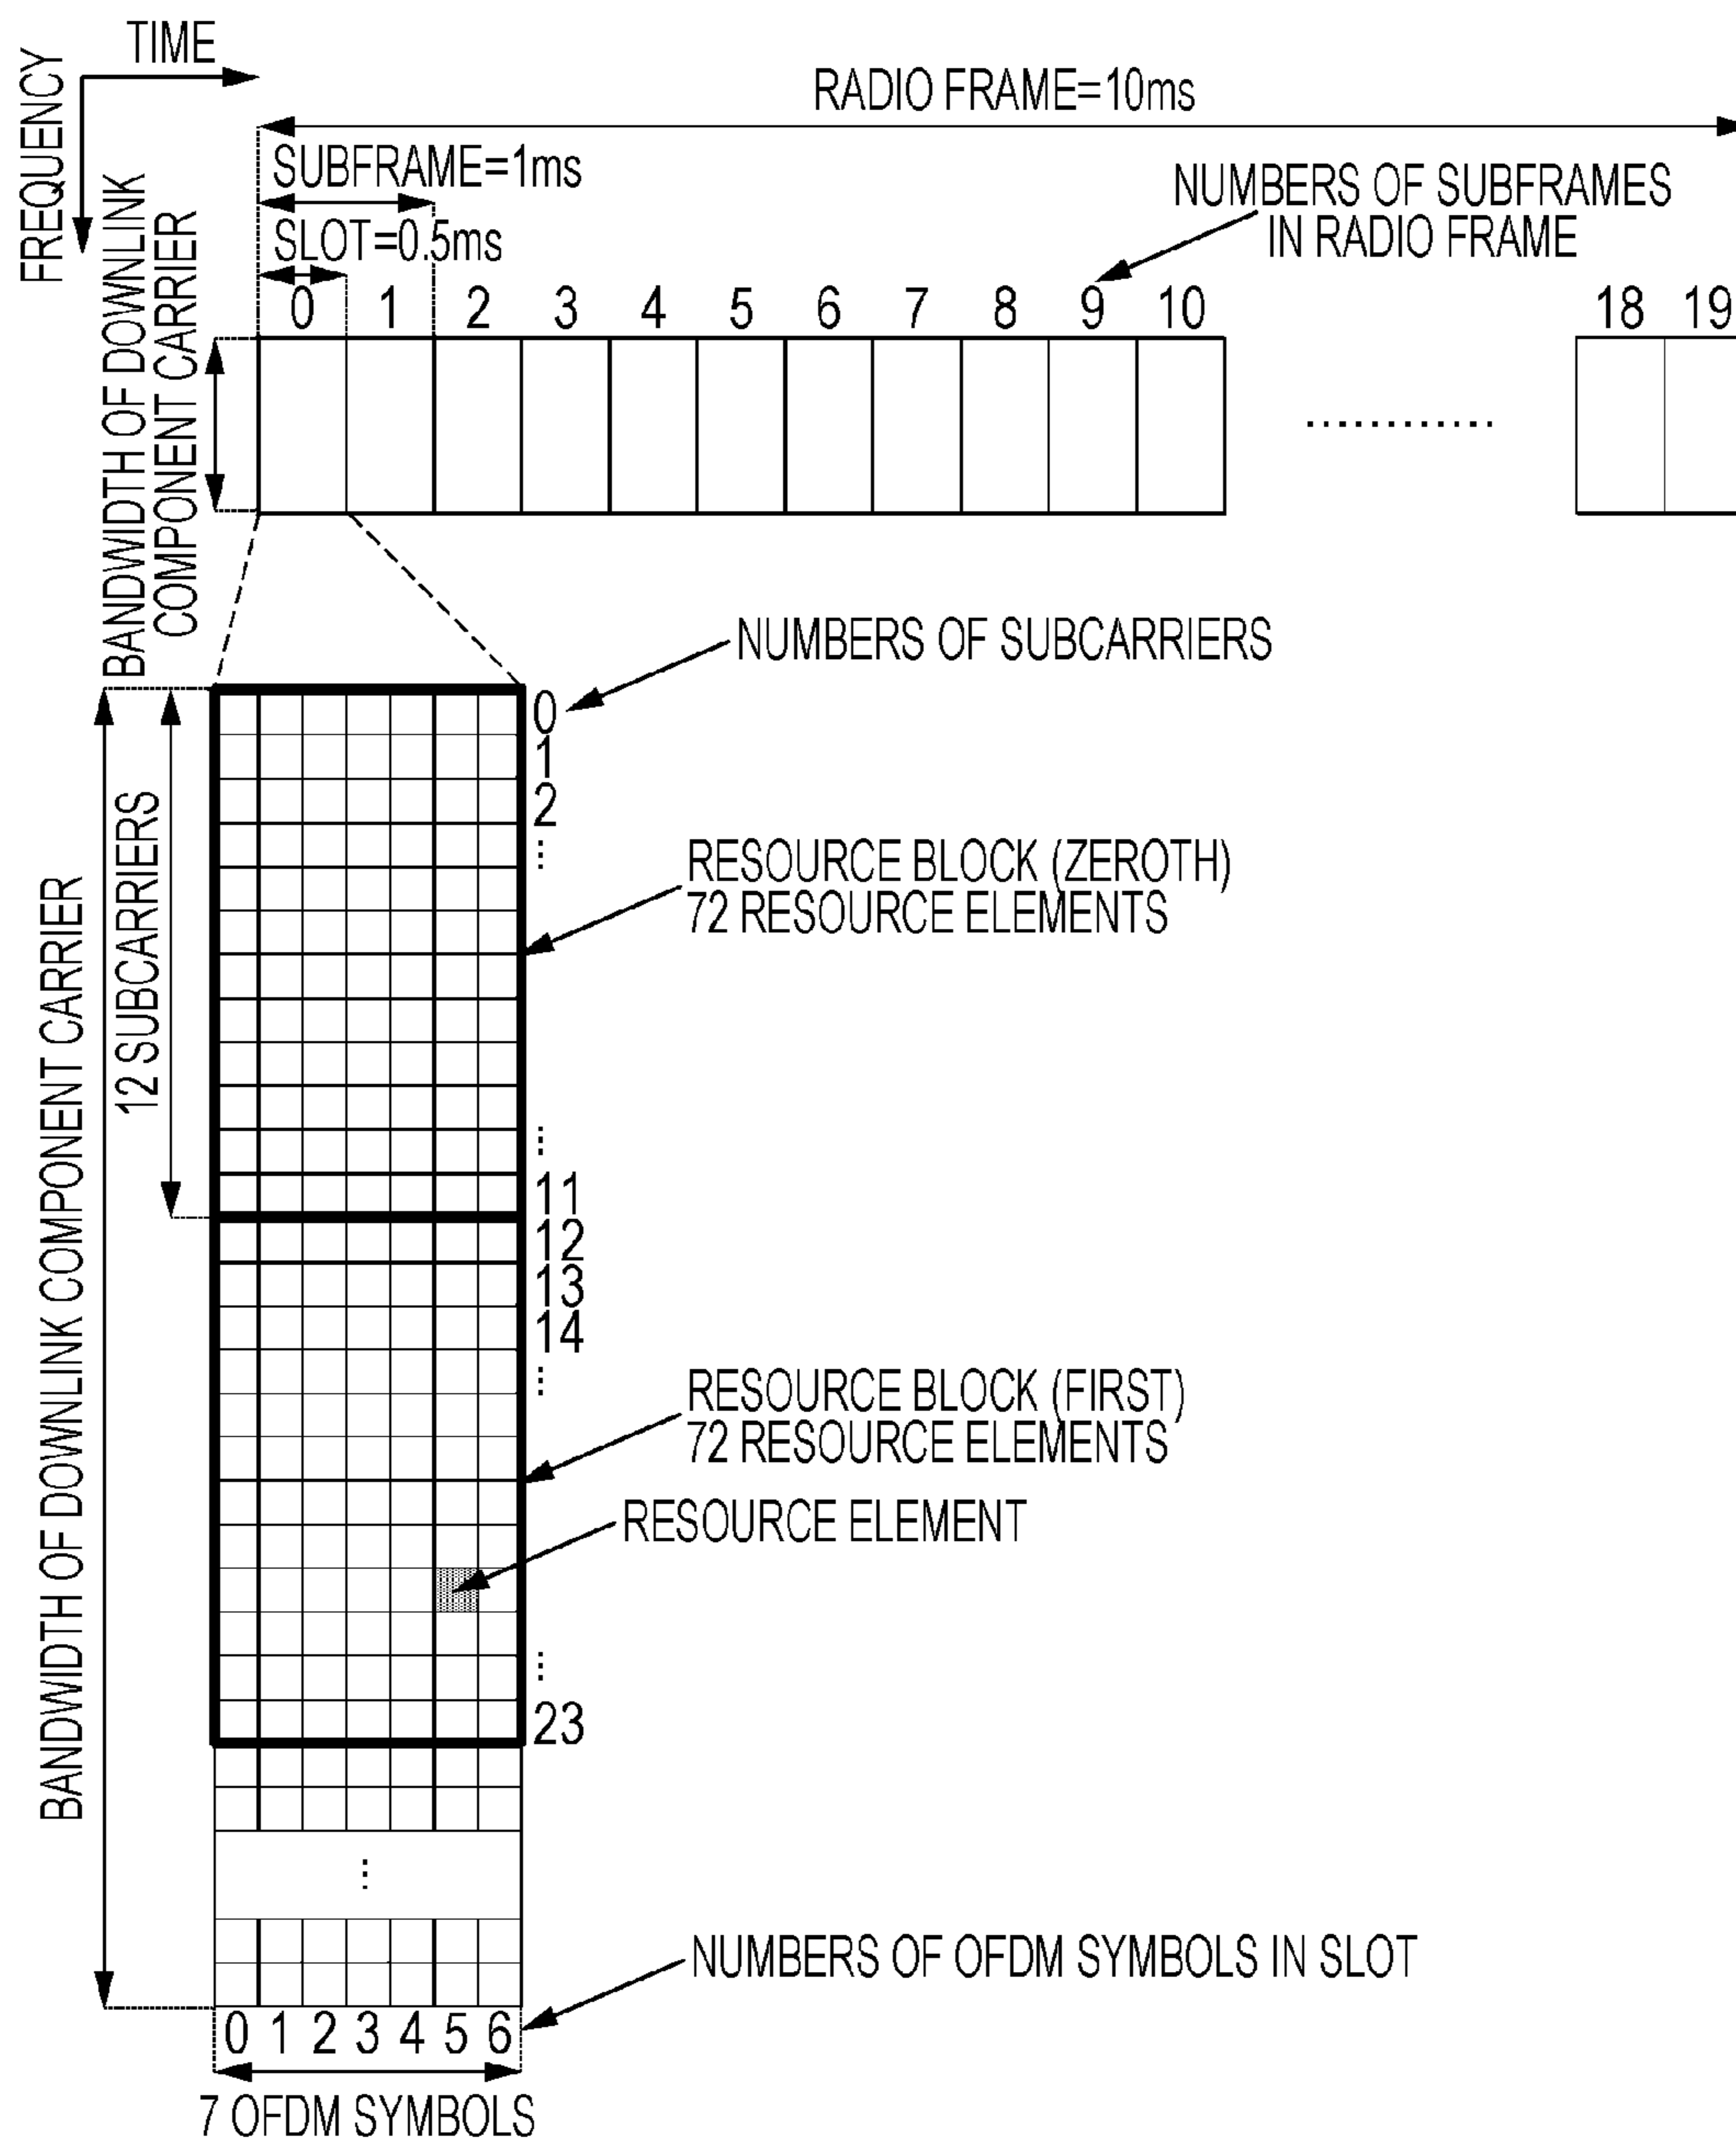 TIME
FREQUENCY
RADIO FRAME=10ms
SUBFRAME=1ms
SLOT=0.5ms
NUMBERS OF SUBFRAMES
IN RADIO FRAME
0 1 2 3 4 5 6 7 8 9 10 18 19
BANDWIDTH OF DOWNLINK
COMPONENT CARRIER
............
NUMBERS OF SUBCARRIERS
0
1
2
...
RESOURCE BLOCK (ZEROTH)
72 RESOURCE ELEMENTS
12 SUBCARRIERS
BANDWIDTH OF DOWNLINK COMPONENT CARRIER
...
11
12
13
14
...
RESOURCE BLOCK (FIRST)
72 RESOURCE ELEMENTS
RESOURCE ELEMENT
...
23
...
NUMBERS OF OFDM SYMBOLS IN SLOT
0 1 2 3 4 5 6
7 OFDM SYMBOLS